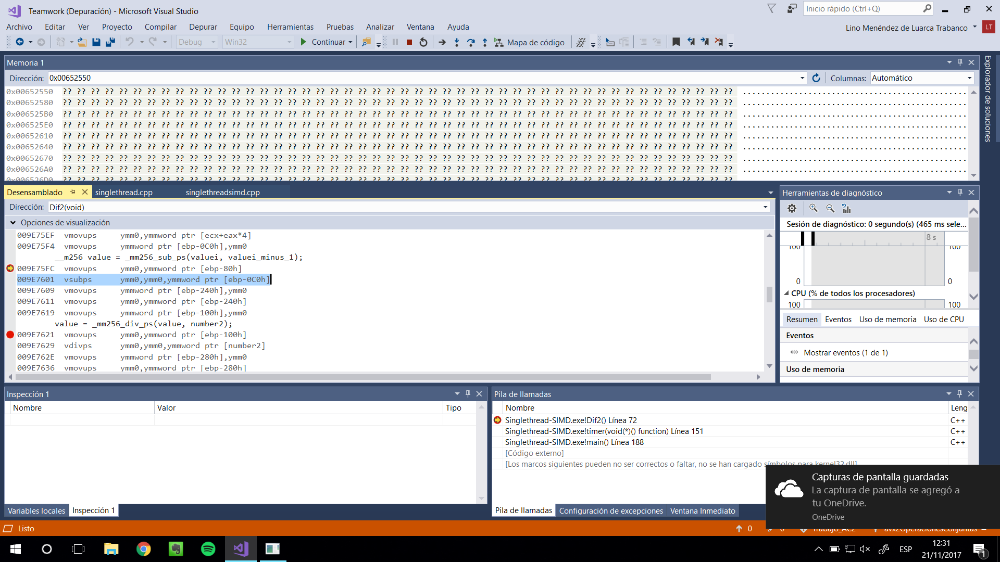 Teamwork (Depuración) - Microsoft Visual Studio
Inicio rápido (Ctrl+Q)
Archivo Editar Ver Proyecto Compilar Depurar Equipo Herramientas Pruebas Analizar Ventana Ayuda
Lino Menéndez de Luarca Trabanco LT
Debug Win32 Continuar Mapa de código
Explorador de soluciones
Memoria 1
Dirección: 0x00652550 Columnas: Automático
0x00652550 ?? ?? ?? ?? ?? ?? ?? ?? ?? ?? ?? ?? ?? ?? ?? ?? ?? ?? ?? ?? ?? ?? ?? ?? ?? ?? ?? ?? ?? ?? ?? ?? ?? ?? ?? ?? ?? ?? ?? ?? ?? ?? ?? ?? ?? ?? ?? ?? ................................................
0x00652580 ?? ?? ?? ?? ?? ?? ?? ?? ?? ?? ?? ?? ?? ?? ?? ?? ?? ?? ?? ?? ?? ?? ?? ?? ?? ?? ?? ?? ?? ?? ?? ?? ?? ?? ?? ?? ?? ?? ?? ?? ?? ?? ?? ?? ?? ?? ?? ?? ................................................
0x006525B0 ?? ?? ?? ?? ?? ?? ?? ?? ?? ?? ?? ?? ?? ?? ?? ?? ?? ?? ?? ?? ?? ?? ?? ?? ?? ?? ?? ?? ?? ?? ?? ?? ?? ?? ?? ?? ?? ?? ?? ?? ?? ?? ?? ?? ?? ?? ?? ?? ................................................
0x006525E0 ?? ?? ?? ?? ?? ?? ?? ?? ?? ?? ?? ?? ?? ?? ?? ?? ?? ?? ?? ?? ?? ?? ?? ?? ?? ?? ?? ?? ?? ?? ?? ?? ?? ?? ?? ?? ?? ?? ?? ?? ?? ?? ?? ?? ?? ?? ?? ?? ................................................
0x00652610 ?? ?? ?? ?? ?? ?? ?? ?? ?? ?? ?? ?? ?? ?? ?? ?? ?? ?? ?? ?? ?? ?? ?? ?? ?? ?? ?? ?? ?? ?? ?? ?? ?? ?? ?? ?? ?? ?? ?? ?? ?? ?? ?? ?? ?? ?? ?? ?? ................................................
0x00652640 ?? ?? ?? ?? ?? ?? ?? ?? ?? ?? ?? ?? ?? ?? ?? ?? ?? ?? ?? ?? ?? ?? ?? ?? ?? ?? ?? ?? ?? ?? ?? ?? ?? ?? ?? ?? ?? ?? ?? ?? ?? ?? ?? ?? ?? ?? ?? ?? ................................................
0x00652670 ?? ?? ?? ?? ?? ?? ?? ?? ?? ?? ?? ?? ?? ?? ?? ?? ?? ?? ?? ?? ?? ?? ?? ?? ?? ?? ?? ?? ?? ?? ?? ?? ?? ?? ?? ?? ?? ?? ?? ?? ?? ?? ?? ?? ?? ?? ?? ?? ................................................
0x006526A0 ?? ?? ?? ?? ?? ?? ?? ?? ?? ?? ?? ?? ?? ?? ?? ?? ?? ?? ?? ?? ?? ?? ?? ?? ?? ?? ?? ?? ?? ?? ?? ?? ?? ?? ?? ?? ?? ?? ?? ?? ?? ?? ?? ?? ?? ?? ?? ?? ................................................
0x006526D0 ?? ?? ?? ?? ?? ?? ?? ?? ?? ?? ?? ?? ?? ?? ?? ?? ?? ?? ?? ?? ?? ?? ?? ?? ?? ?? ?? ?? ?? ?? ?? ?? ?? ?? ?? ?? ?? ?? ?? ?? ?? ?? ?? ?? ?? ?? ?? ??
Desensamblado singlethread.cpp singlethreadsimd.cpp
Dirección: Dif2(void)
Opciones de visualización
009E75EF vmovups ymm0,ymmword ptr [ecx+eax*4]
009E75F4 vmovups ymmword ptr [ebp-0C0h],ymm0
__m256 value = _mm256_sub_ps(valuei, valuei_minus_1);
009E75FC vmovups ymm0,ymmword ptr [ebp-80h]
009E7601 vsubps ymm0,ymm0,ymmword ptr [ebp-0C0h]
009E7609 vmovups ymmword ptr [ebp-240h],ymm0
009E7611 vmovups ymm0,ymmword ptr [ebp-240h]
009E7619 vmovups ymmword ptr [ebp-100h],ymm0
value = _mm256_div_ps(value, number2);
009E7621 vmovups ymm0,ymmword ptr [ebp-100h]
009E7629 vdivps ymm0,ymm0,ymmword ptr [number2]
009E762E vmovups ymmword ptr [ebp-280h],ymm0
009E7636 vmovups ymm0,ymmword ptr [ebp-280h]
Herramientas de diagnóstico
Sesión de diagnóstico: 0 segundo(s) (465 ms sele...
8 s
100 100
0 0
CPU (% de todos los procesadores)
100 100
Resumen Eventos Uso de memoria Uso de CPU
Eventos
Mostrar eventos (1 de 1)
Uso de memoria
Inspección 1
Nombre Valor Tipo
Variables locales Inspección 1
Pila de llamadas
Nombre Leng
Singlethread-SIMD.exe!Dif2() Línea 72 C++
Singlethread-SIMD.exe!timer(void(*)() function) Línea 151 C++
Singlethread-SIMD.exe!main() Línea 188 C++
[Código externo]
[Los marcos siguientes pueden no ser correctos o faltar, no se han cargado símbolos para kernel32.dll]
Pila de llamadas Configuración de excepciones Ventana Inmediato
Capturas de pantalla guardadas
La captura de pantalla se agregó a
tu OneDrive.
OneDrive
Listo 0 0 Trabajo_AC2 avx2OperacionesConjuntas
ESP
12:31
21/11/2017
1